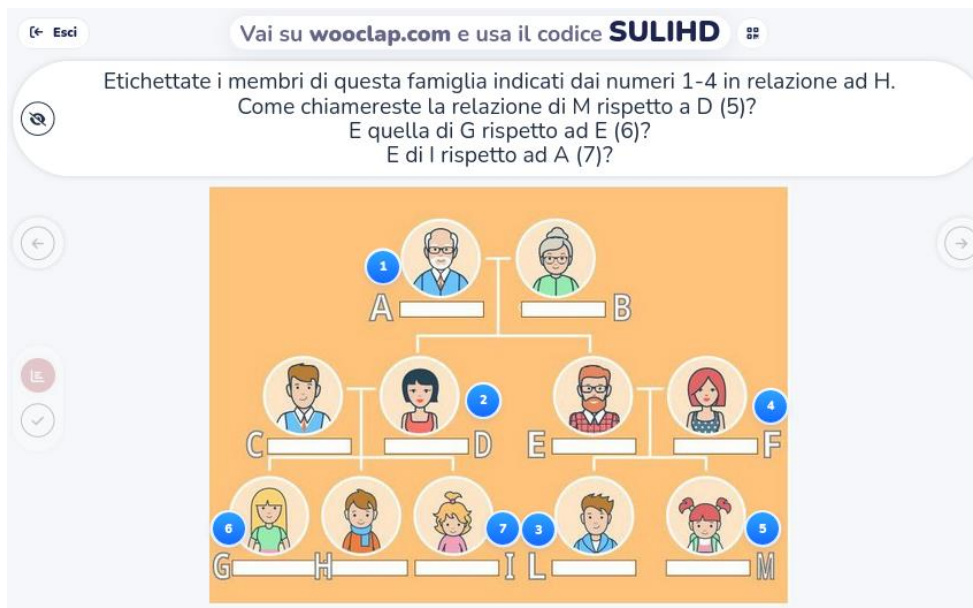 Esci
Vai su wooclap.com e usa il codice SULIHD
Etichettate i membri di questa famiglia indicati dai numeri 1-4 in relazione ad H.
Come chiamereste la relazione di M rispetto a D (5)?
E quella di G rispetto ad E (6)?
E di I rispetto ad A (7)?
1
A B
2 4
C D E F
6 7 3 5
G H I L M